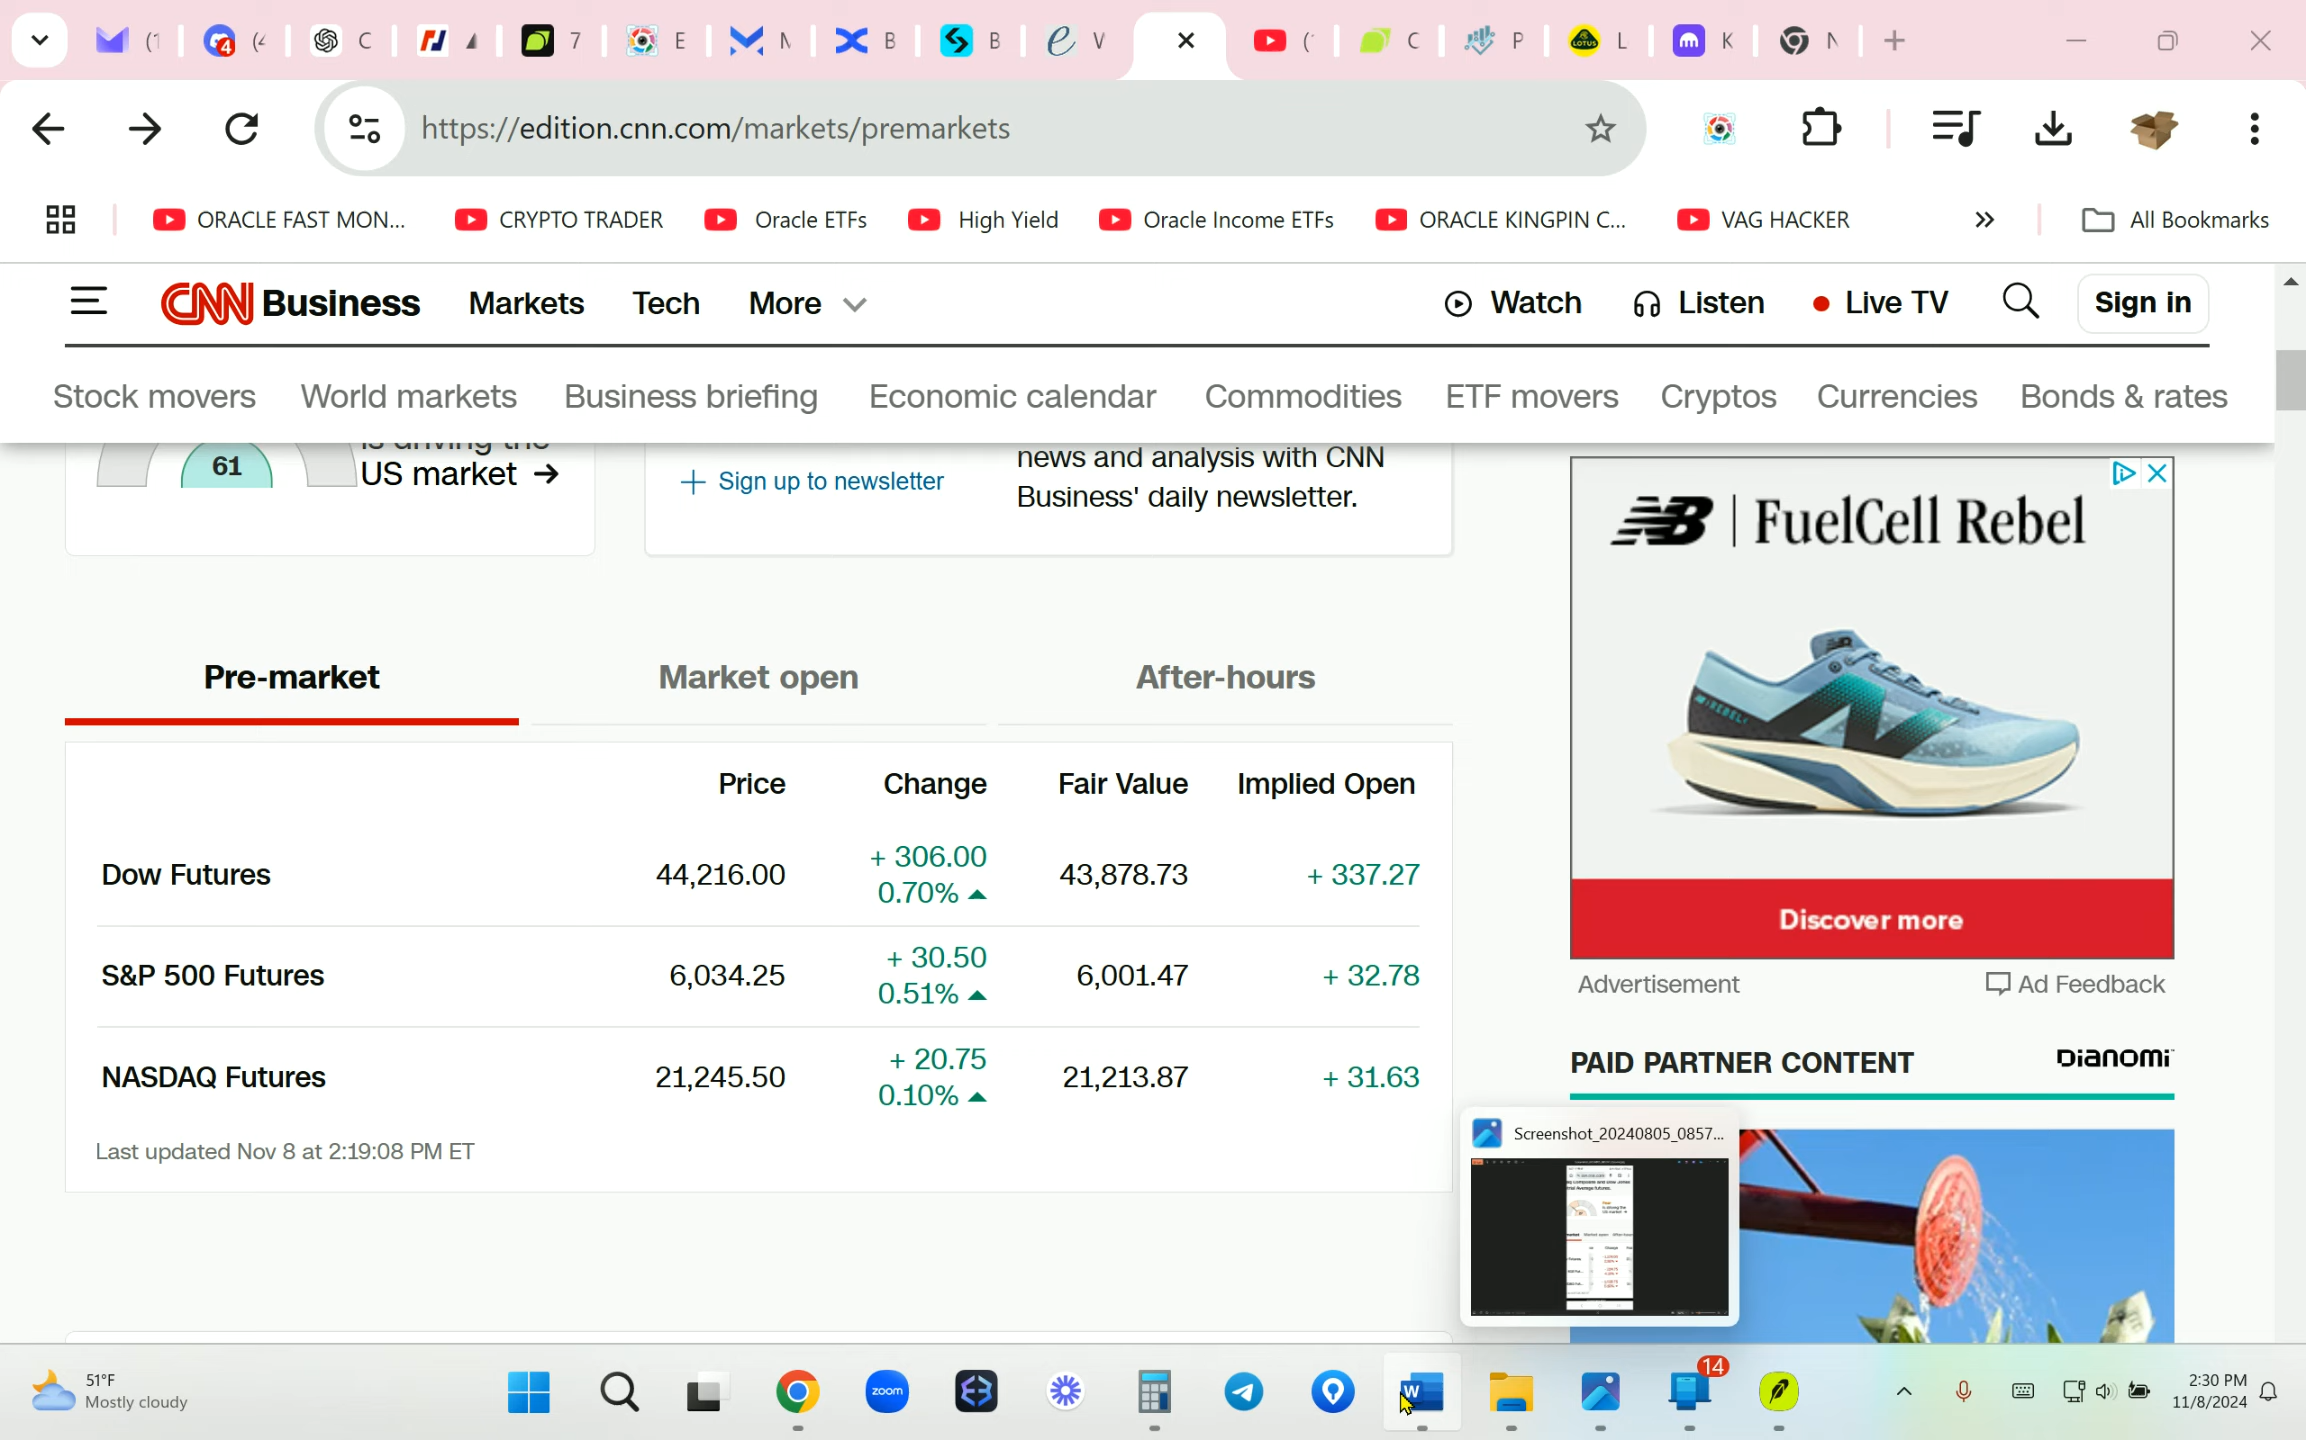 https://edition.cnn.com/markets/premarkets
ORACLE FAST MON... CRYPTO TRADER Oracle ETFs High Yield Oracle Income ETFs ORACLE KINGPIN C... VAG HACKER All Bookmarks
CNN Business Markets Tech More Watch Listen Live TV Sign in
Stock movers World markets Business briefing Economic calendar Commodities ETF movers Cryptos Currencies Bonds & rates
61
is driving the
US market →
+ Sign up to newsletter
news and analysis with CNN
Business' daily newsletter.
NB | FuelCell Rebel
Discover more
Advertisement Ad Feedback
Pre-market Market open After-hours
Price Change Fair Value Implied Open
Dow Futures 44,216.00 + 306.00 0.70% ▲ 43,878.73 + 337.27
S&P 500 Futures 6,034.25 + 30.50 0.51% ▲ 6,001.47 + 32.78
NASDAQ Futures 21,245.50 + 20.75 0.10% ▲ 21,213.87 + 31.63
Last updated Nov 8 at 2:19:08 PM ET
PAID PARTNER CONTENT DIANOMI
Screenshot_20240805_0857...
51°F
Mostly cloudy
zoom
W
14
2:30 PM
11/8/2024